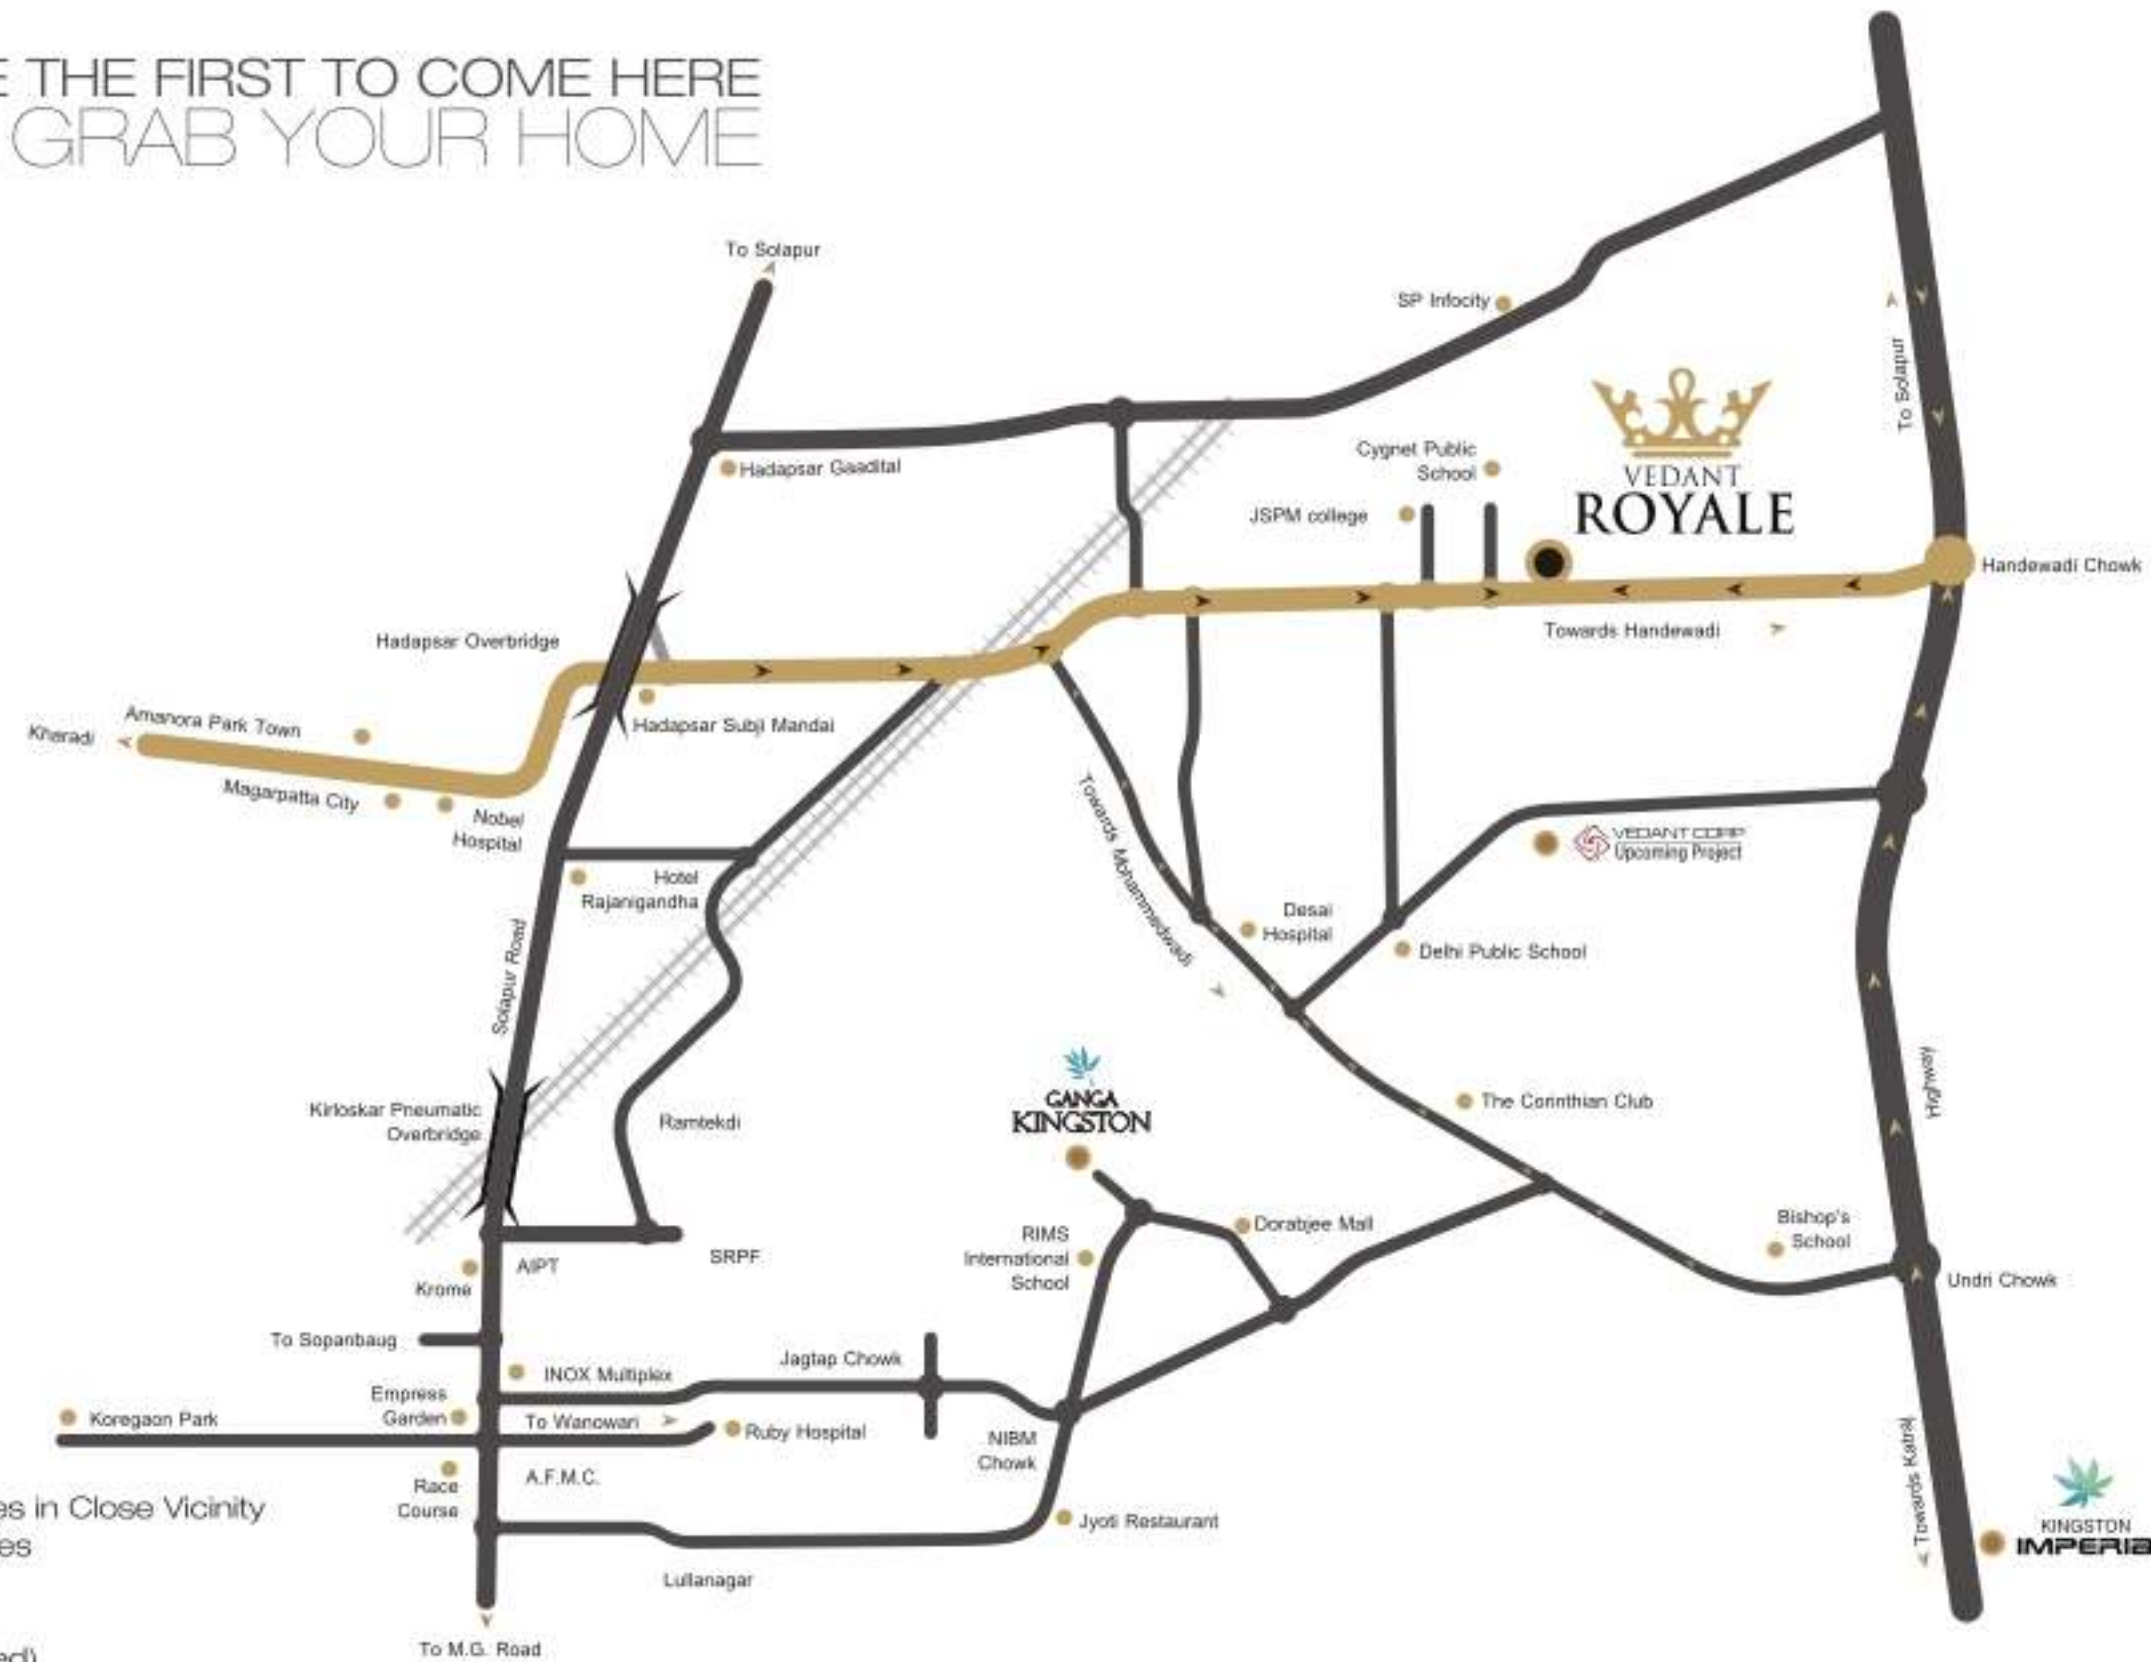 E THE FIRST TO COME HERE
GRAB YOUR HOME
To Solapur
SP Infocity
To Solapur
Hadapsar Gaadital
Cygnet Public
School
JSPM college
VEDANT
ROYALE
Handewadi Chowk
Hadapsar Overbridge
Towards Handewadi
Amanora Park Town
Kharadi
Hadapsar Subji Mandai
Magarpatta City
Nobel
Hospital
Towards Mohammedwadi
VEDANT CORP
Upcoming Project
Hotel
Rajanigandha
Desai
Hospital
Delhi Public School
Solapur Road
GANGA
KINGSTON
The Corinthian Club
Highway
Kirloskar Pneumatic
Overbridge
Ramtekdi
Dorabjee Mall
Bishop's
School
RIMS
International
School
SRPF
AIPT
Krome
Undri Chowk
To Sopanbaug
Jagtap Chowk
INOX Multiplex
Empress
Garden
Koregaon Park
To Wanowari
Ruby Hospital
NIBM
Chowk
A.F.M.C.
Race
Course
Towards Katraj
es in Close Vicinity
es
Jyoti Restaurant
KINGSTON
IMPERIA
Lullanagar
To M.G. Road
ed)